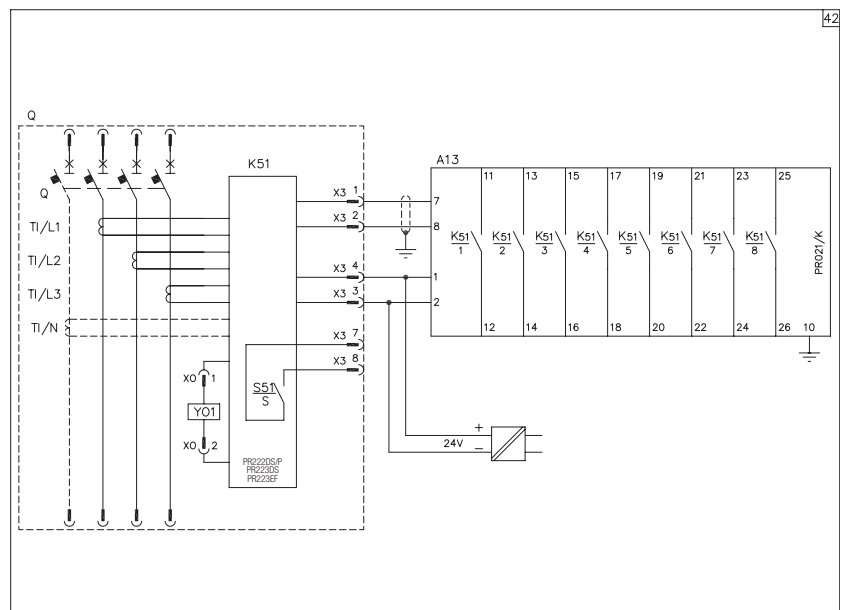 42
Q
Q
TI/L1
TI/L2
TI/L3
TI/N
K51
X3 1
X3 2
X3 4
X3 3
X3 7
X3 8
S51
S
XO 1
YO1
XO 2
PR222DS/P
PR223DS
PR223EF
A13
7
8
1
2
11 13 15 17 19 21 23 25
K51 K51 K51 K51 K51 K51 K51 K51
1 2 3 4 5 6 7 8
12 14 16 18 20 22 24 26 10
PR021/K
+
24V
−